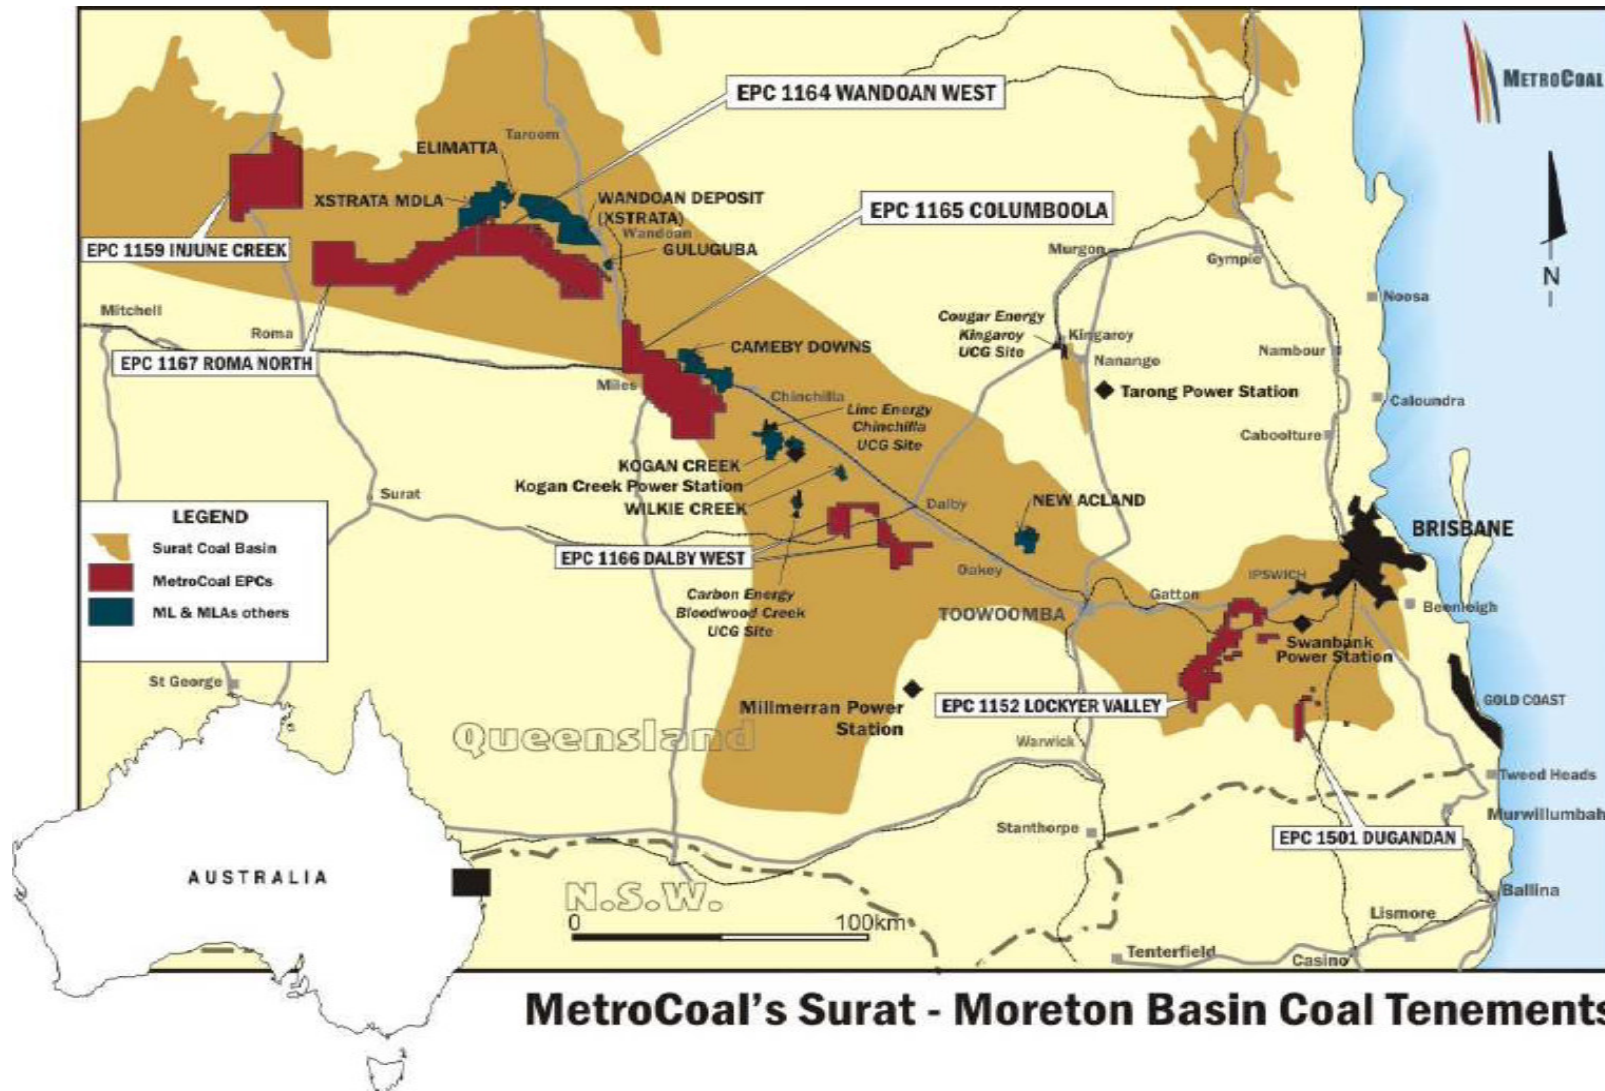 METROCOAL
EPC 1164 WANDOAN WEST
Taroom
ELIMATTA
XSTRATA MDLA
WANDOAN DEPOSIT
(XSTRATA)
Wandoan
GULUGUBA
EPC 1165 COLUMBOOLA
EPC 1159 INJUNE CREEK
Murgon
Gympie
N
Noosa
Mitchell
Roma
EPC 1167 ROMA NORTH
Cougar Energy
Kingaroy
UCG Site
Kingaroy
Nanango
Nambour
CAMEBY DOWNS
Miles
Chinchilla
Tarong Power Station
Caloundra
Linc Energy
Chinchilla
UCG Site
Caboolture
KOGAN CREEK
Kogan Creek Power Station
WILKIE CREEK
Surat
Dalby
NEW ACLAND
BRISBANE
LEGEND
Surat Coal Basin
MetroCoal EPCs
ML & MLAs others
EPC 1166 DALBY WEST
Oakey
IPSWICH
Gatton
Beenleigh
Carbon Energy
Bloodwood Creek
UCG Site
TOOWOOMBA
Swanbank
Power Station
St George
Millmerran Power
Station
EPC 1152 LOCKYER VALLEY
GOLD COAST
Queensland
Warwick
Tweed Heads
Murwillumbah
Stanthorpe
EPC 1501 DUGANDAN
AUSTRALIA
N.S.W.
0 100km
Ballina
Lismore
Tenterfield
Casino
MetroCoal's Surat - Moreton Basin Coal Tenements